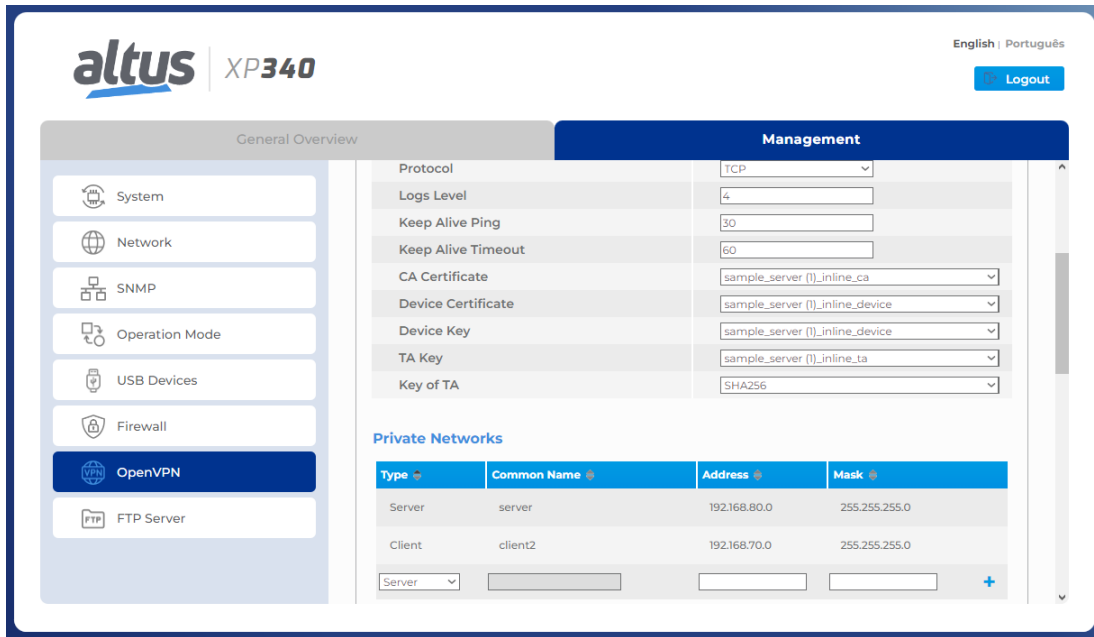 English | Português
altus XP340
Logout
General Overview Management
System
Network
SNMP
Operation Mode
USB Devices
Firewall
VPN OpenVPN
FTP FTP Server
Protocol TCP
Logs Level 4
Keep Alive Ping 30
Keep Alive Timeout 60
CA Certificate sample_server (1)_inline_ca
Device Certificate sample_server (1)_inline_device
Device Key sample_server (1)_inline_device
TA Key sample_server (1)_inline_ta
Key of TA SHA256
Private Networks
Type Common Name Address Mask
Server server 192.168.80.0 255.255.255.0
Client client2 192.168.70.0 255.255.255.0
Server +